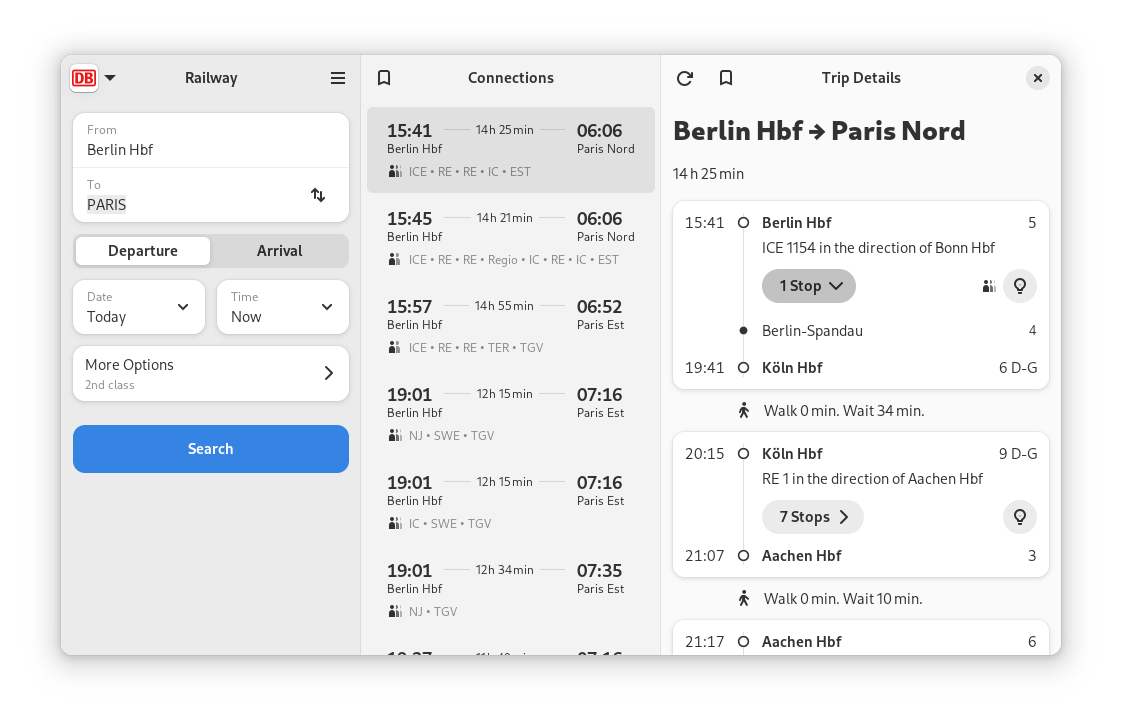 DB
Railway
From
Berlin Hbf
To
PARIS
Departure
Arrival
Date
Today
Time
Now
More Options
2nd class
Search
Connections
15:41 14h 25min 06:06
Berlin Hbf Paris Nord
ICE • RE • RE • IC • EST
15:45 14h 21min 06:06
Berlin Hbf Paris Nord
ICE • RE • RE • Regio • IC • RE • IC • EST
15:57 14h 55min 06:52
Berlin Hbf Paris Est
ICE • RE • RE • TER • TGV
19:01 12h 15min 07:16
Berlin Hbf Paris Est
NJ • SWE • TGV
19:01 12h 15min 07:16
Berlin Hbf Paris Est
IC • SWE • TGV
19:01 12h 34min 07:35
Berlin Hbf Paris Est
NJ • TGV
Trip Details
Berlin Hbf → Paris Nord
14 h 25 min
15:41 Berlin Hbf 5
ICE 1154 in the direction of Bonn Hbf
1 Stop
Berlin-Spandau 4
19:41 Köln Hbf 6 D-G
Walk 0 min. Wait 34 min.
20:15 Köln Hbf 9 D-G
RE 1 in the direction of Aachen Hbf
7 Stops
21:07 Aachen Hbf 3
Walk 0 min. Wait 10 min.
21:17 Aachen Hbf 6